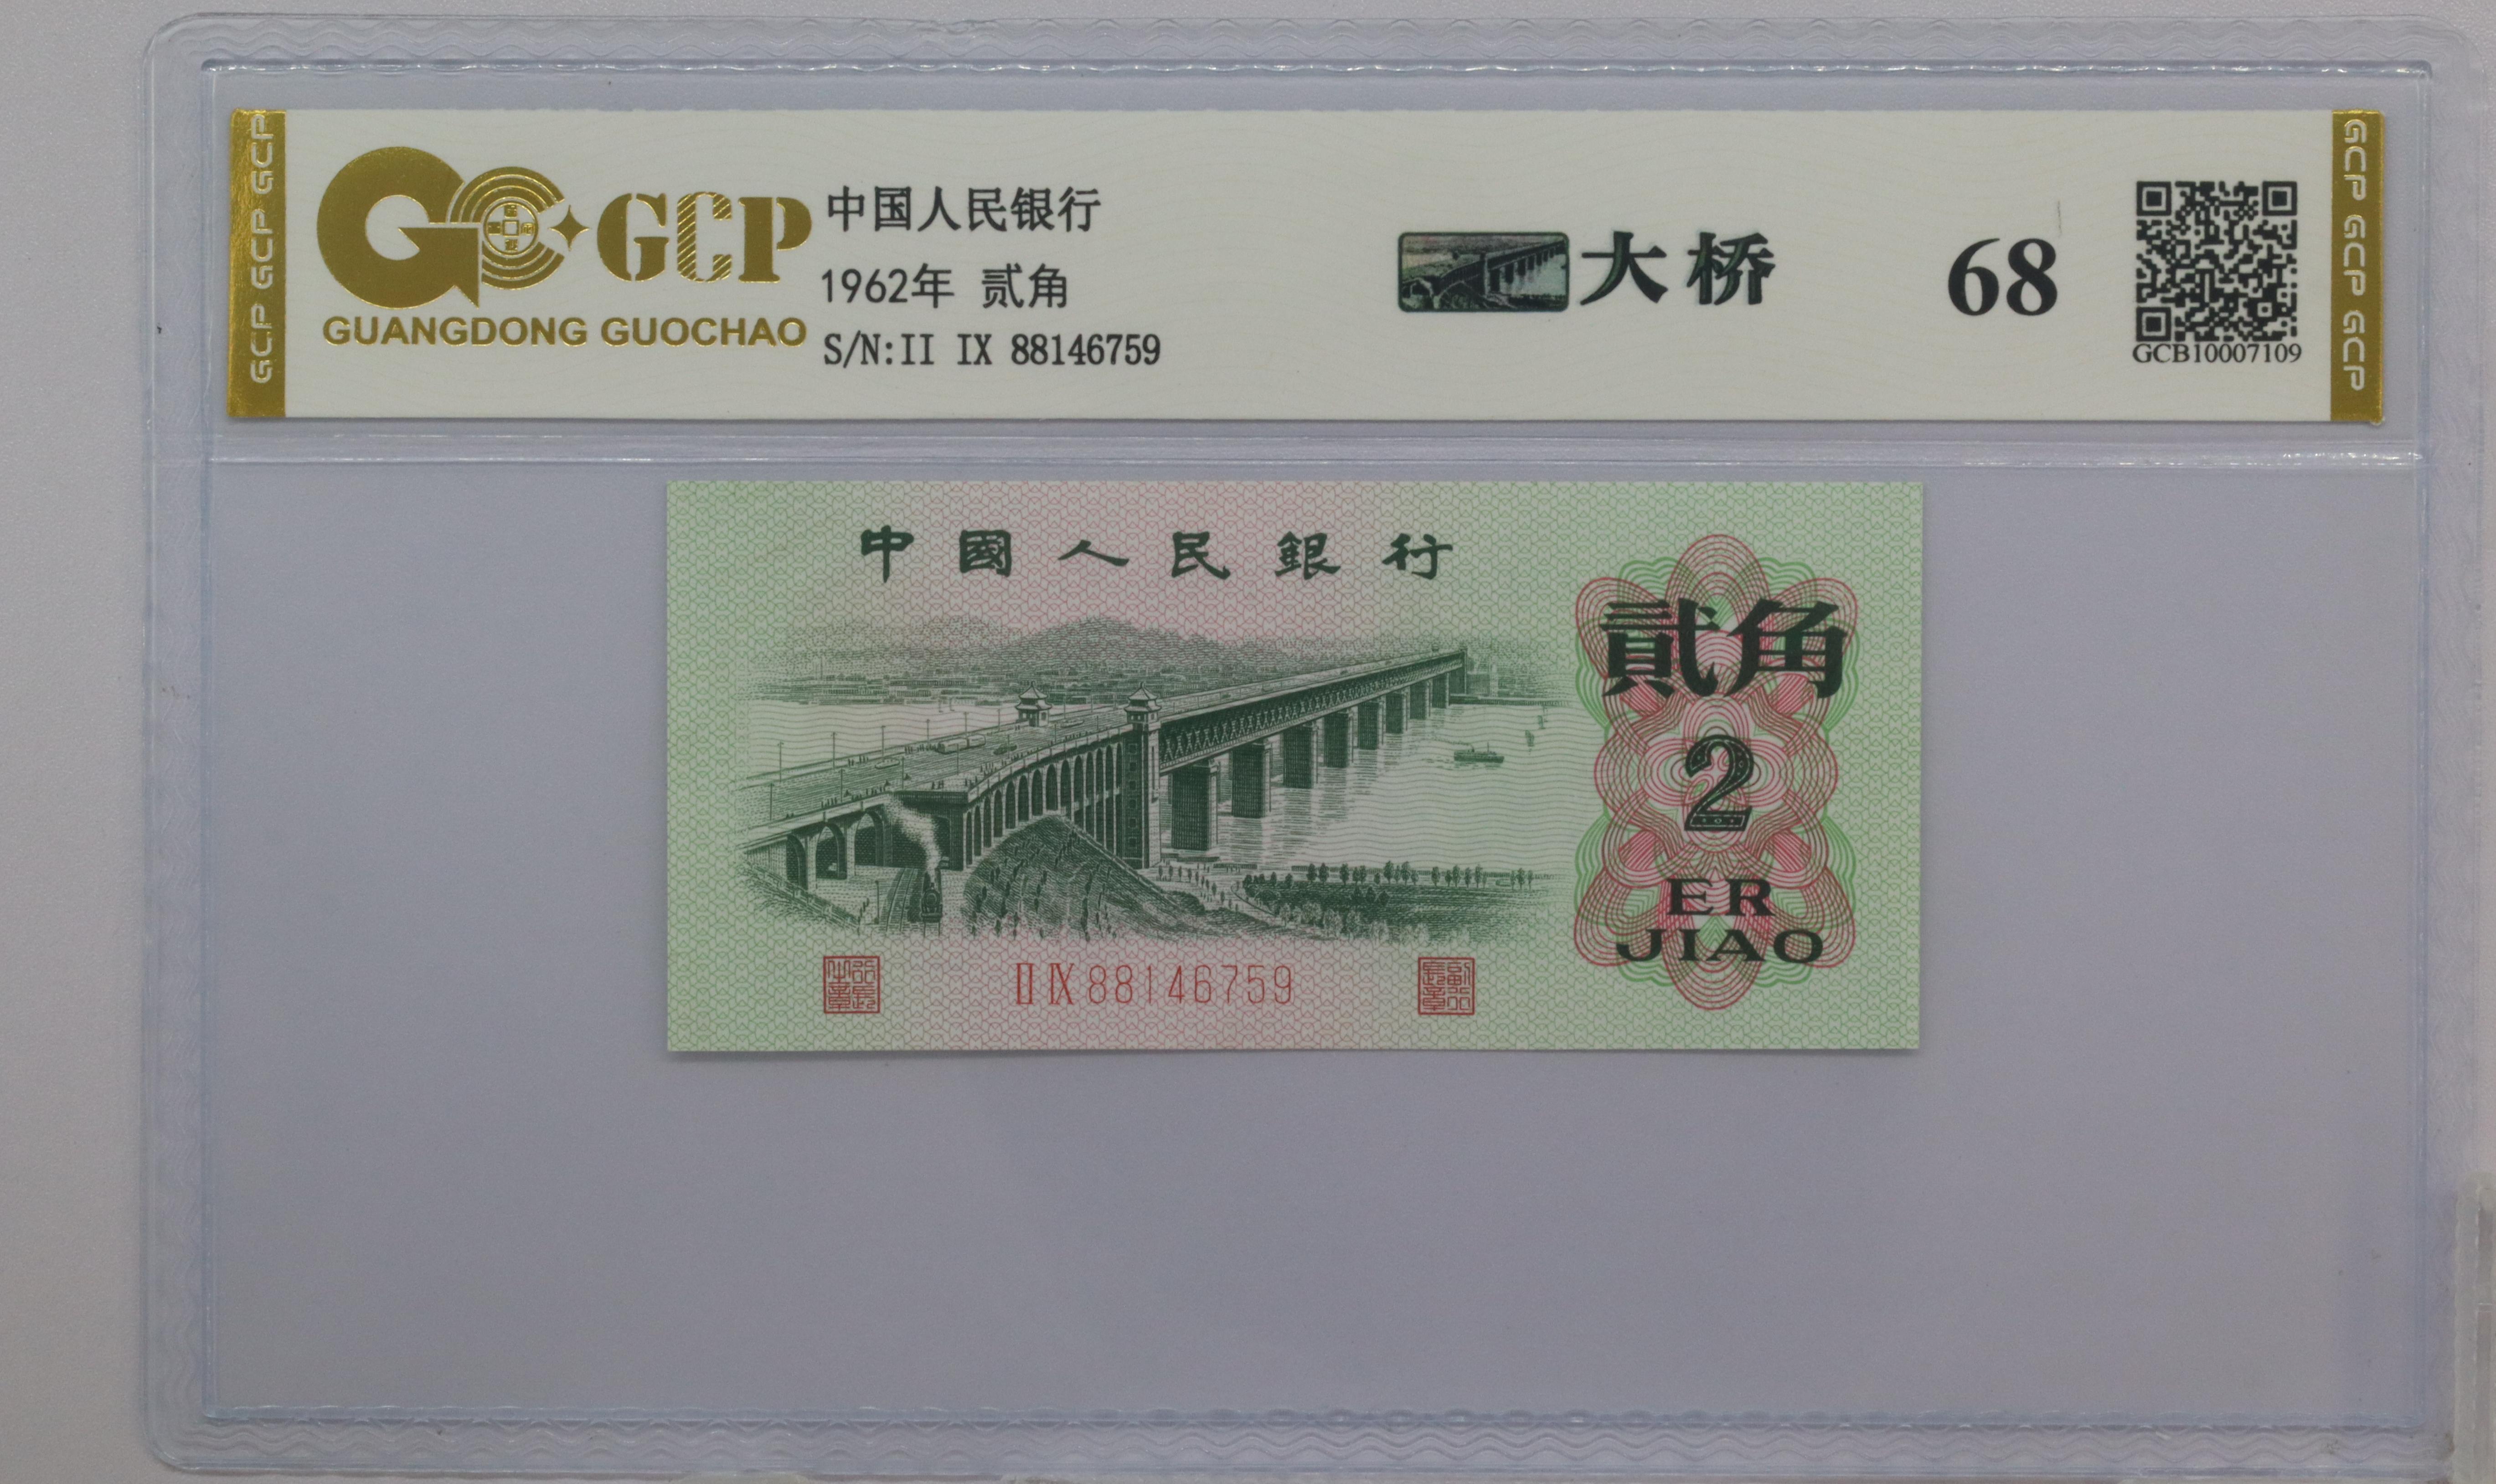 GCP GCP GCP
GCP
GUANGDONG GUOCHAO
中国人民银行
1962年 贰角
S/N:II IX 88146759
大桥
68
GCB10007109
GCP GCP GCP
中國人民銀行
貳角
2
ER
JIAO
II IX 88146759